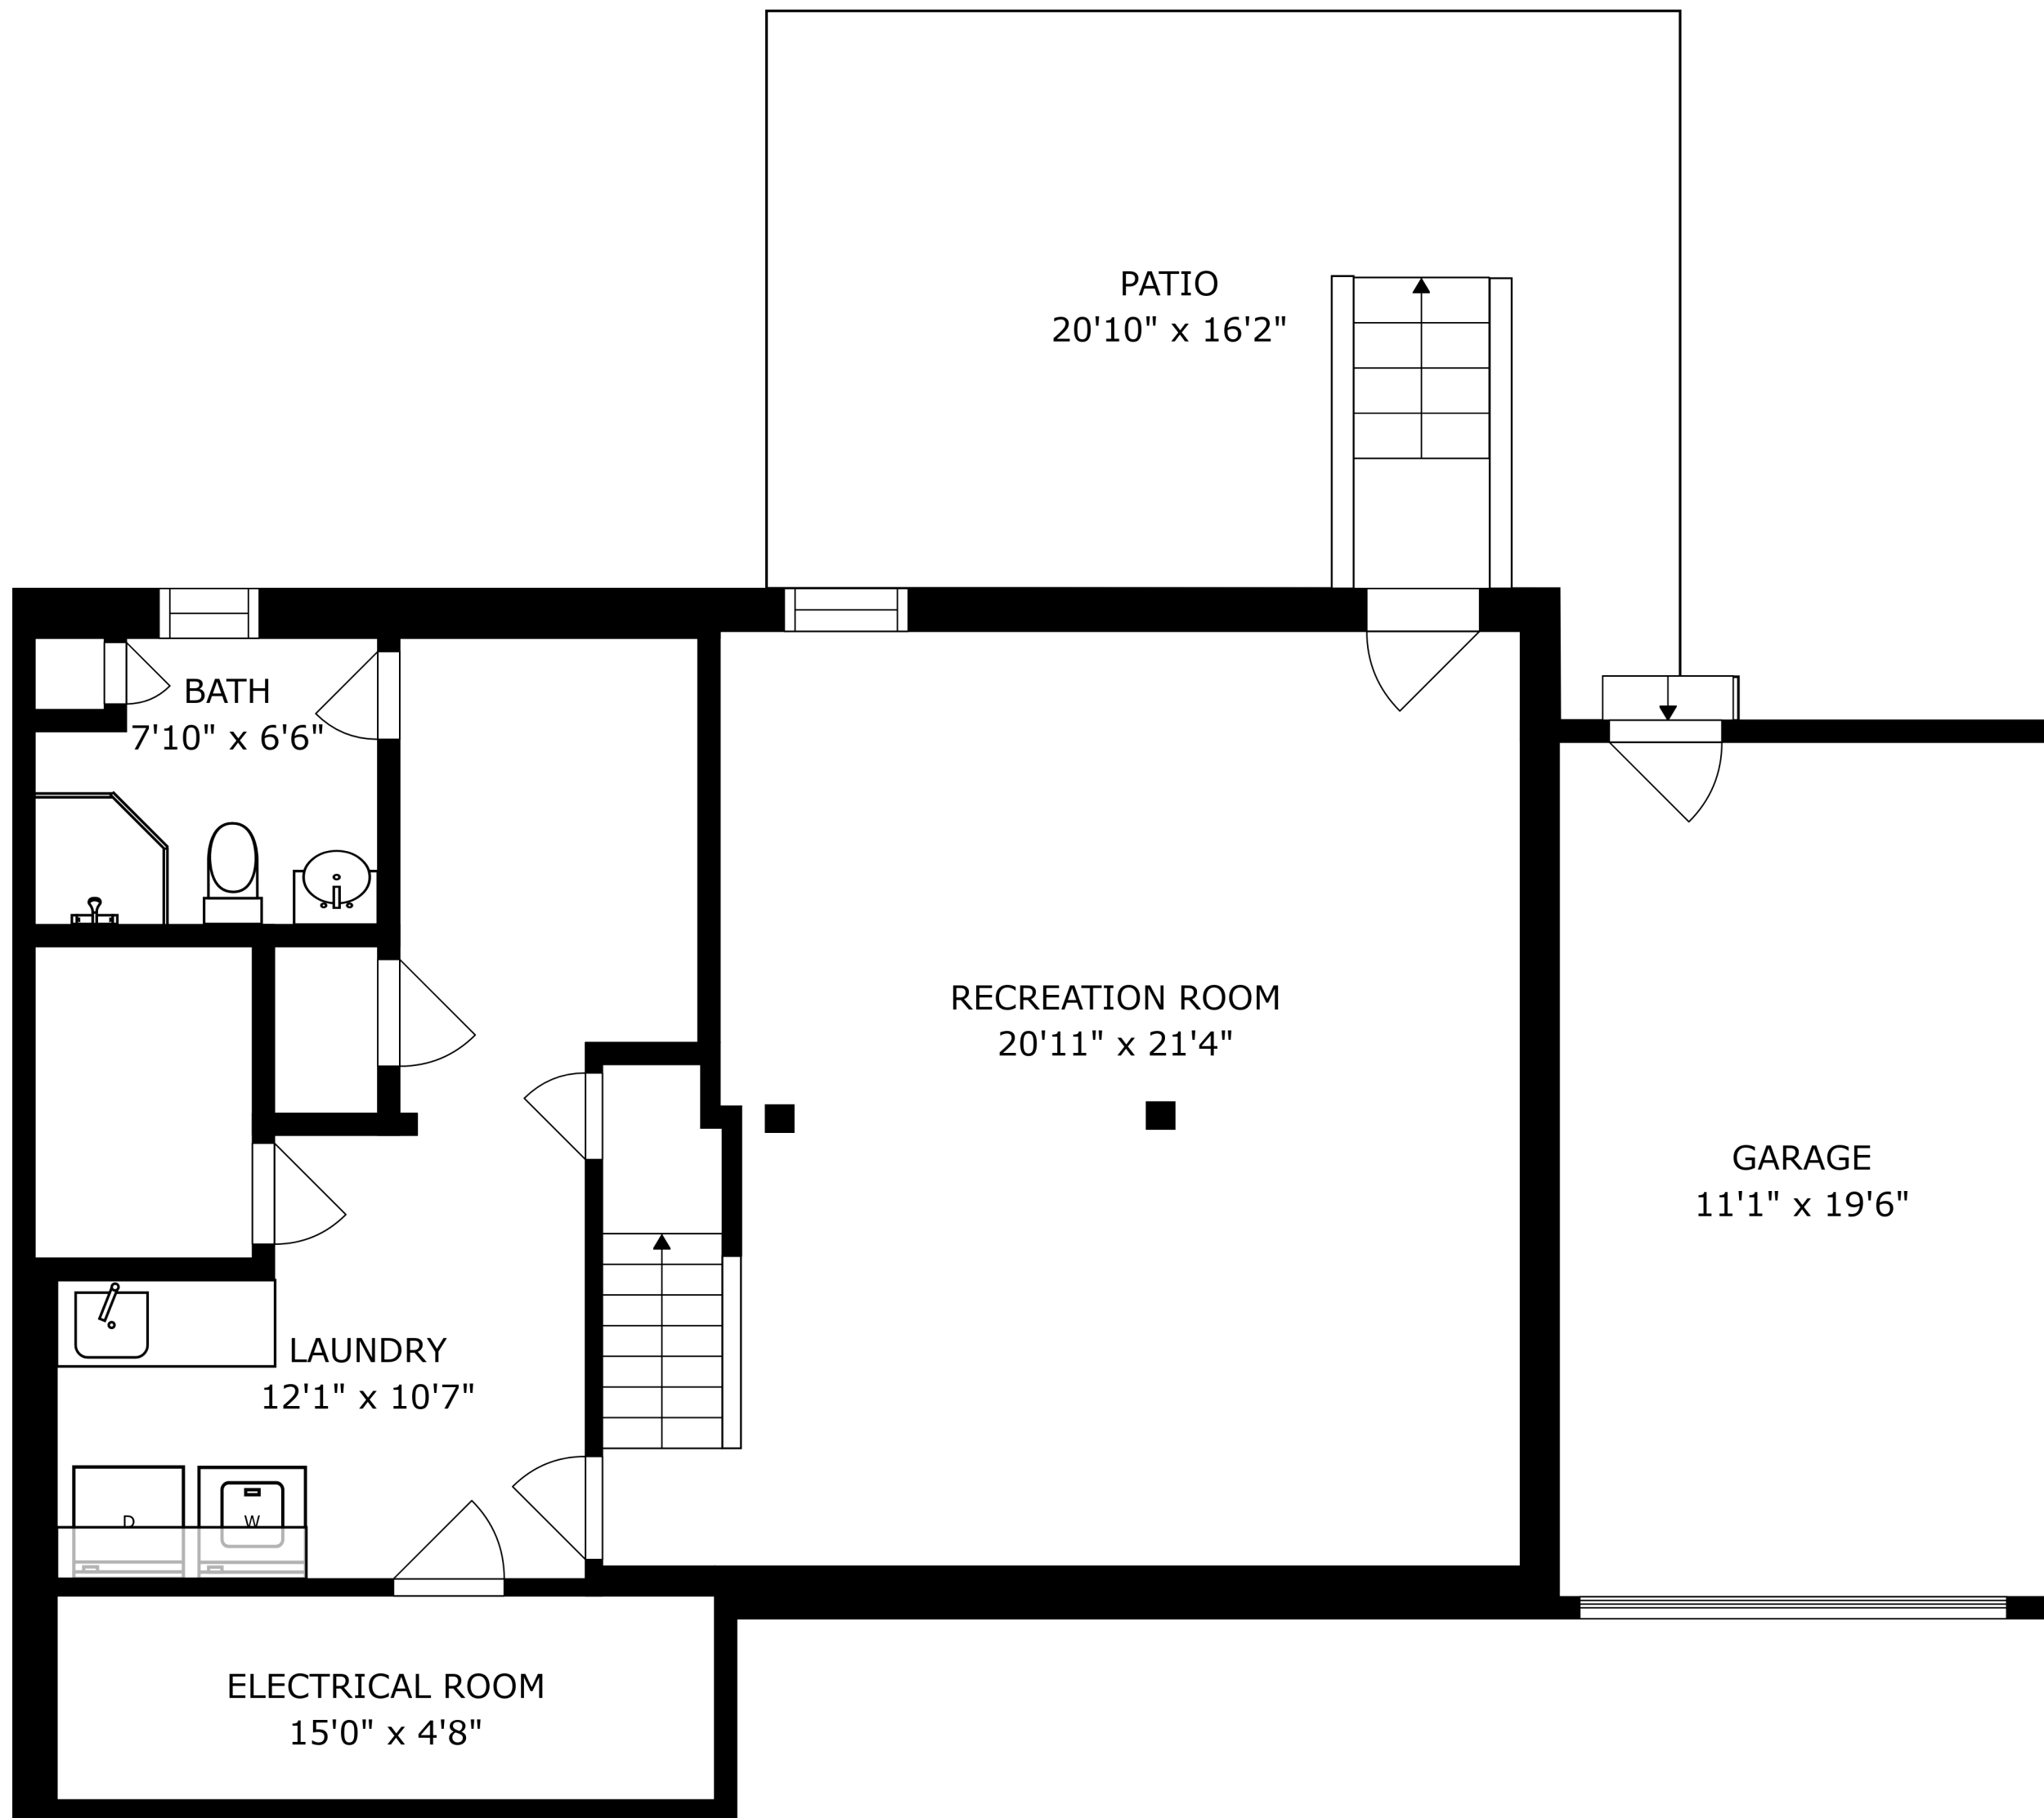 PATIO
20'10" x 16'2"
BATH
7'10" x 6'6"
RECREATION ROOM
20'11" x 21'4"
GARAGE
11'1" x 19'6"
LAUNDRY
12'1" x 10'7"
D
W
ELECTRICAL ROOM
15'0" x 4'8"